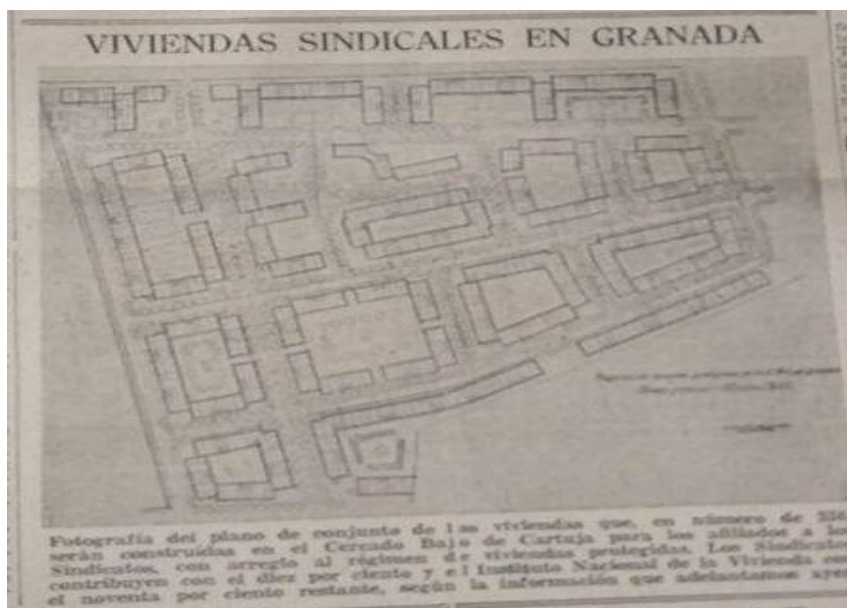 VIVIENDAS SINDICALES EN GRANADA
Fotografía del plano de conjunto de las viviendas que, en número de
serán construídas en el Cercado Bajo de Cartuja para los afiliados a los
Sindicatos, con arreglo al régimen de viviendas protegidas. Los Sindicatos
contribuyen con el diez por ciento y el Instituto Nacional de la Vivienda con
el noventa por ciento restante, según la información que adelantamos ayer